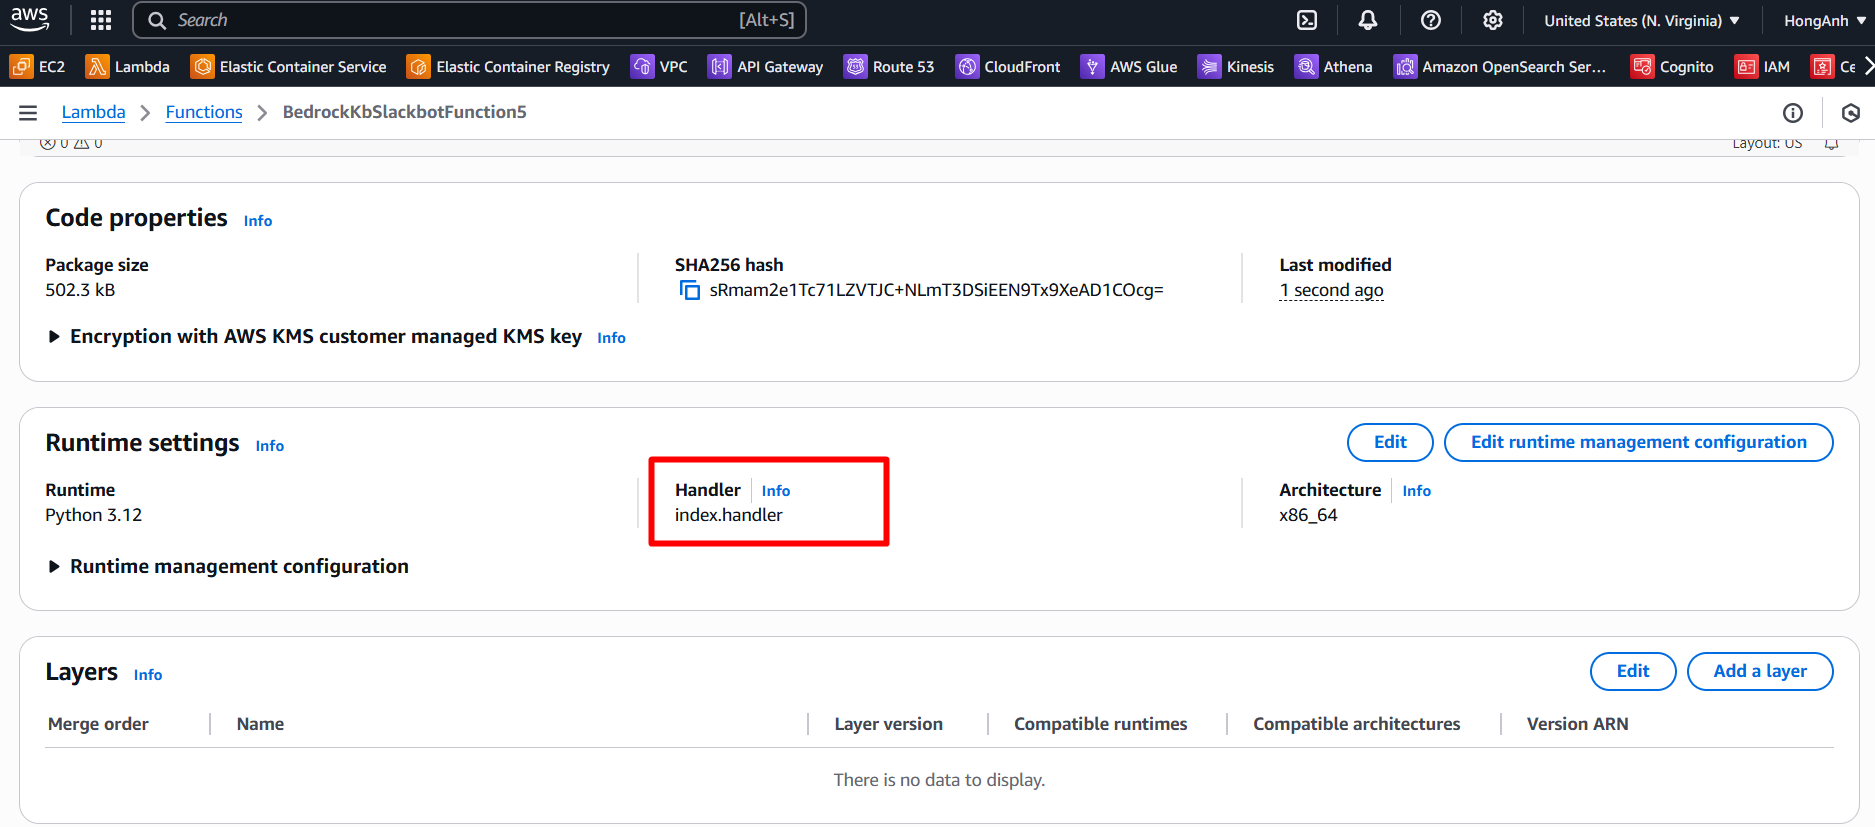 aws Search [Alt+S] United States (N. Virginia) HongAnh
EC2 Lambda Elastic Container Service Elastic Container Registry VPC API Gateway Route 53 CloudFront AWS Glue Kinesis Athena Amazon OpenSearch Ser... Cognito IAM Ce
Lambda Functions BedrockKbSlackbotFunction5
0 0 Layout: US
Code properties Info
Package size SHA256 hash Last modified
502.3 kB sRmam2e1Tc71LZVTJC+NLmT3DSiEEN9Tx9XeAD1COcg= 1 second ago
Encryption with AWS KMS customer managed KMS key Info
Runtime settings Info Edit Edit runtime management configuration
Runtime Handler Info Architecture Info
Python 3.12 index.handler x86_64
Runtime management configuration
Layers Info Edit Add a layer
Merge order Name Layer version Compatible runtimes Compatible architectures Version ARN
There is no data to display.